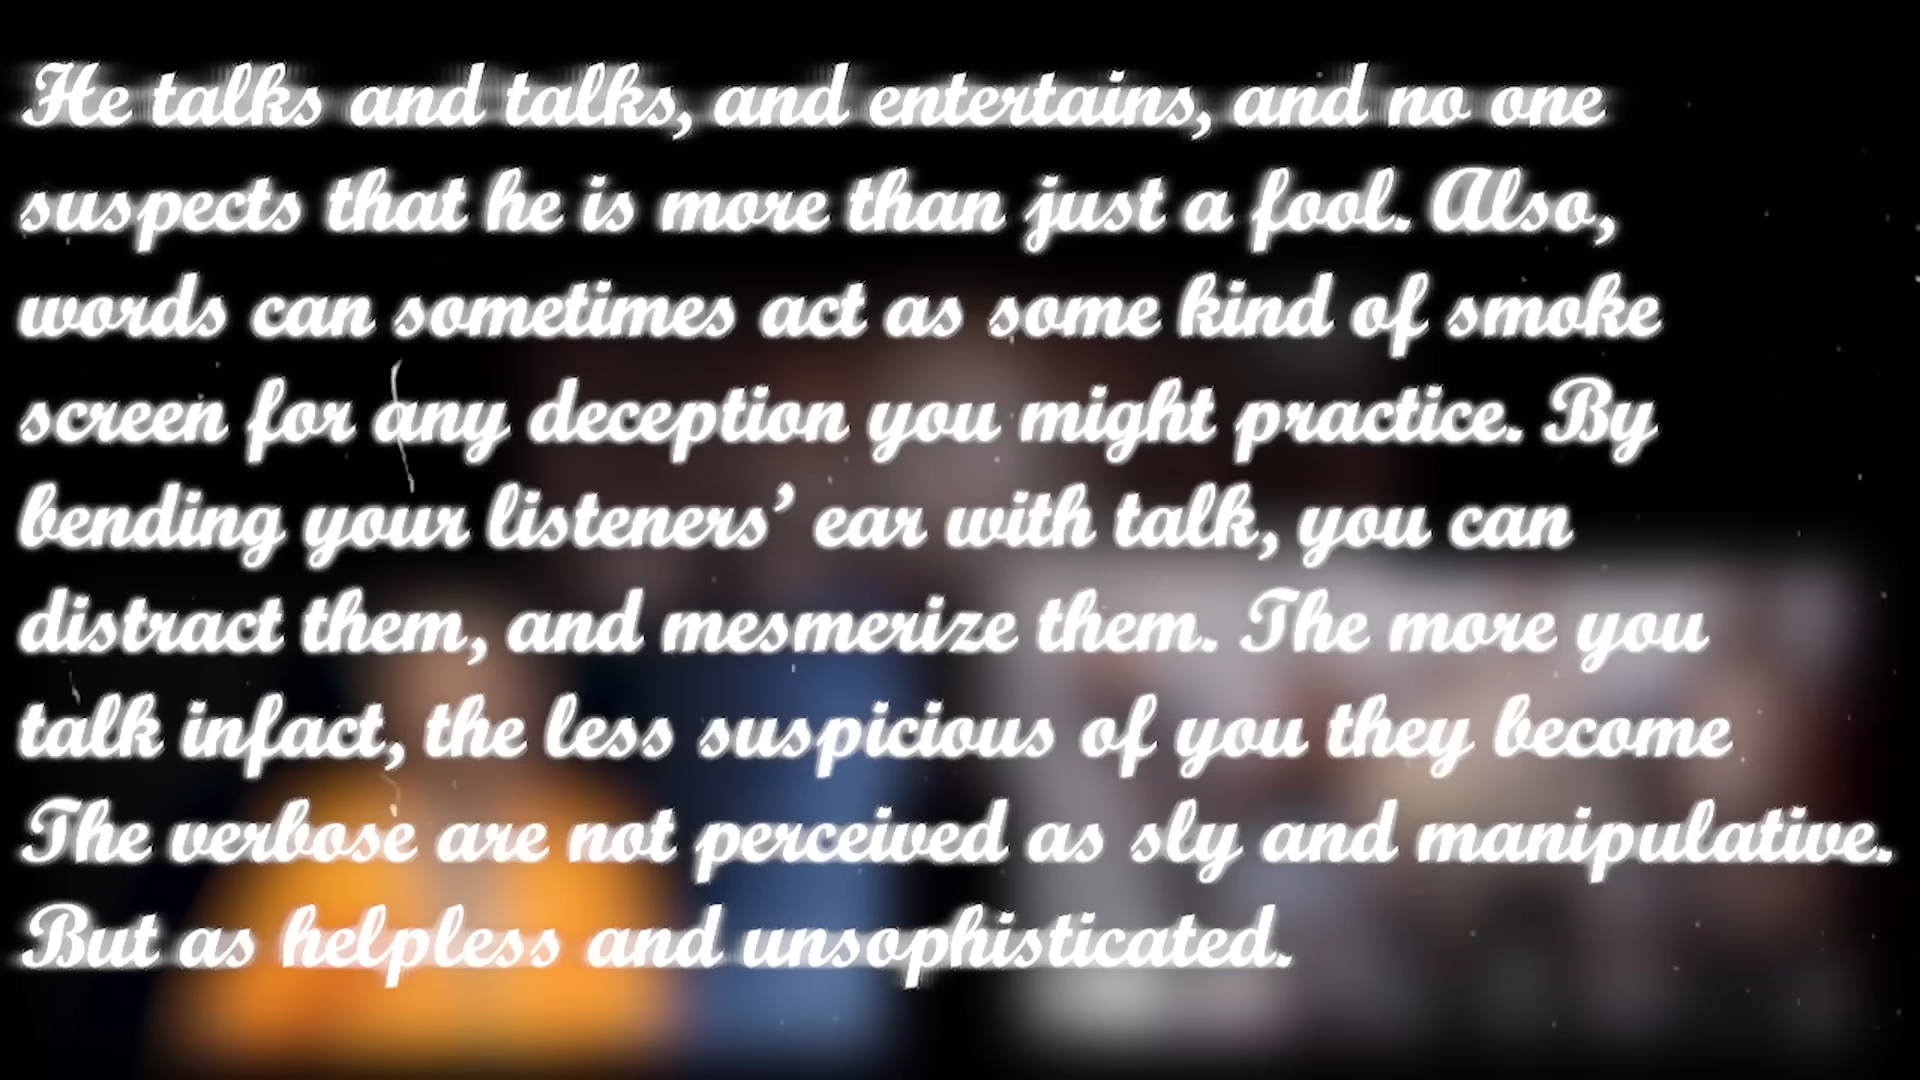 He talks and talks, and entertains, and no one
suspects that he is more than just a fool. Also,
words can sometimes act as some kind of smoke
screen for any deception you might practice. By
bending your listeners’ ear with talk, you can
distract them, and mesmerize them. The more you
talk infact, the less suspicious of you they become
The verbose are not perceived as sly and manipulative.
But as helpless and unsophisticated.